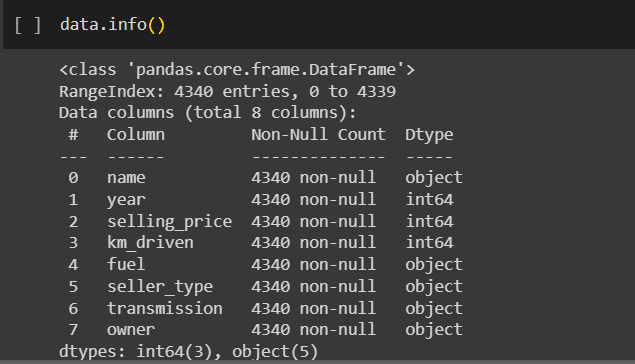 [ ] data.info()
<class 'pandas.core.frame.DataFrame'>
RangeIndex: 4340 entries, 0 to 4339
Data columns (total 8 columns):
 #   Column         Non-Null Count  Dtype
---  ------         --------------  -----
 0   name           4340 non-null   object
 1   year           4340 non-null   int64
 2   selling_price  4340 non-null   int64
 3   km_driven      4340 non-null   int64
 4   fuel           4340 non-null   object
 5   seller_type    4340 non-null   object
 6   transmission   4340 non-null   object
 7   owner          4340 non-null   object
dtypes: int64(3), object(5)